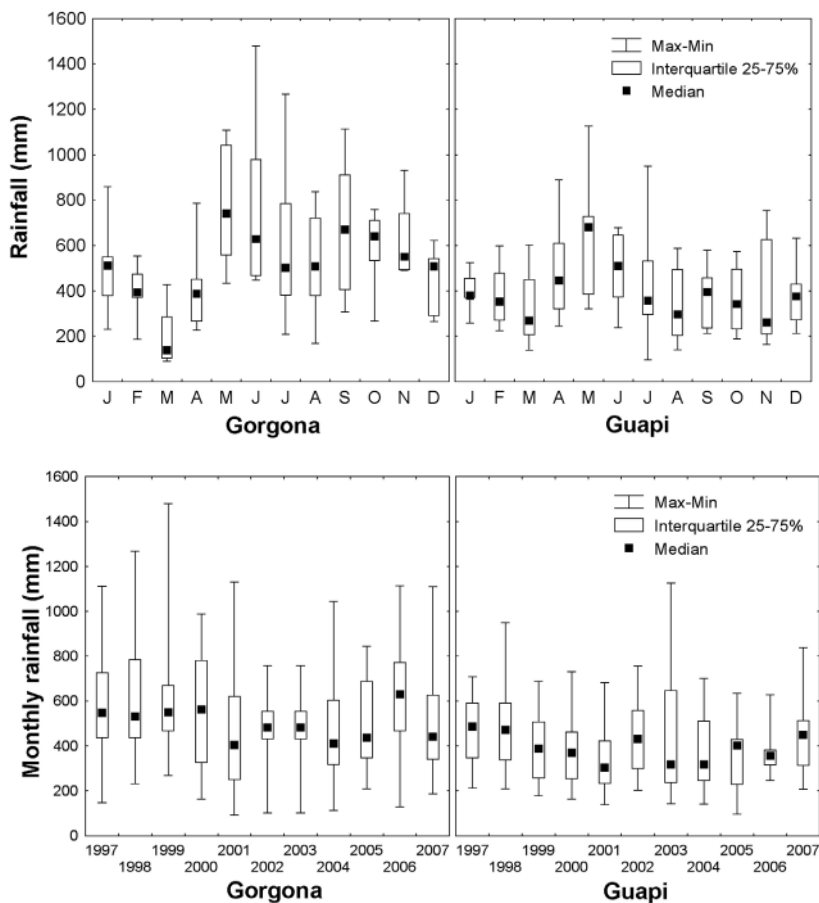 1600
1400
1200
1000
800
600
400
200
0
Rainfall (mm)
Max-Min
Interquartile 25-75%
Median
J F M A M J J A S O N D
J F M A M J J A S O N D
Gorgona
Guapi
1600
1400
1200
1000
800
600
400
200
0
Monthly rainfall (mm)
Max-Min
Interquartile 25-75%
Median
1997 1999 2001 2003 2005 2007
1998 2000 2002 2004 2006
1997 1999 2001 2003 2005 2007
1998 2000 2002 2004 2006
Gorgona
Guapi